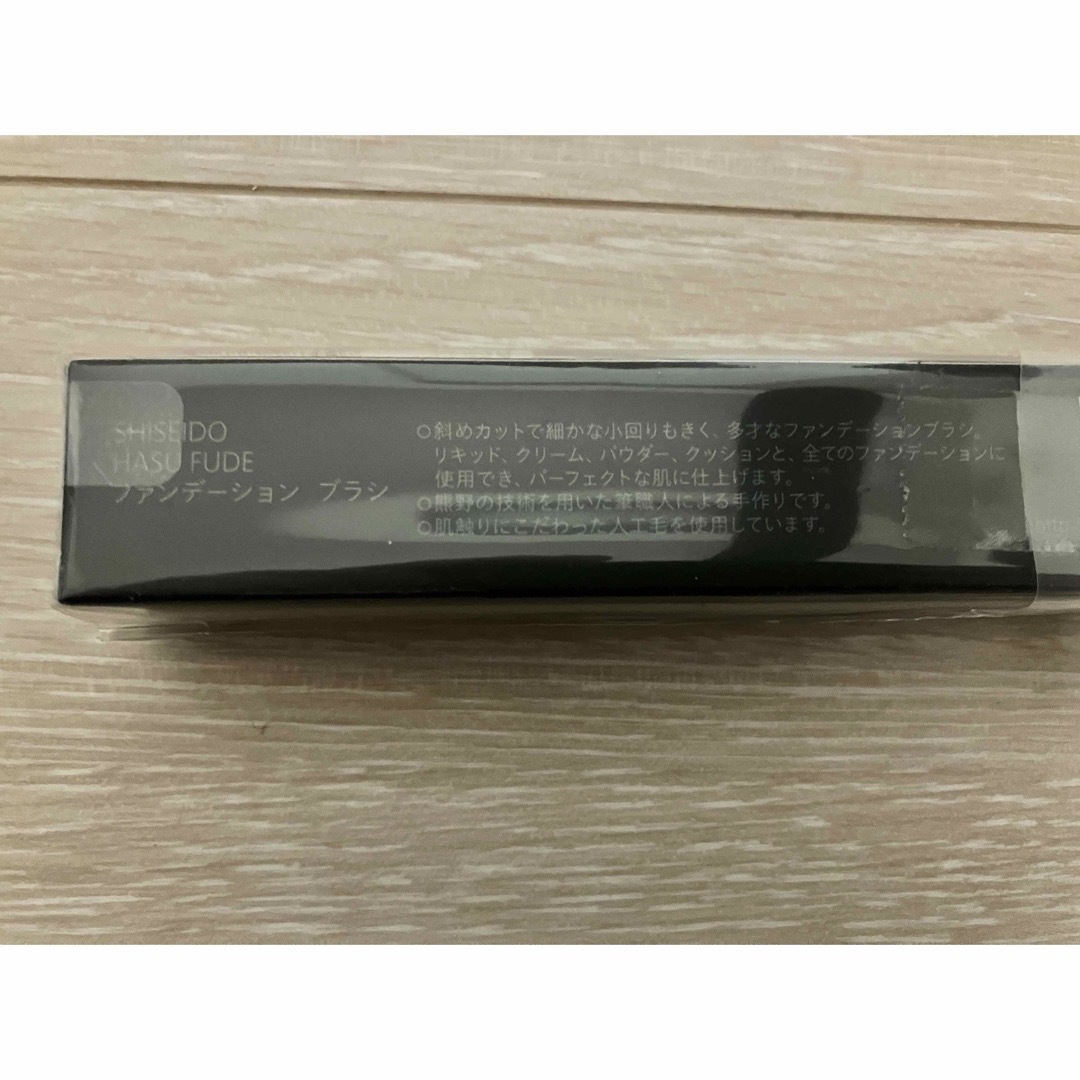 SHISEIDO
HASU FUDE
ファンデーション ブラシ
○斜めカットで細かな小回りもきく、多才なファンデーションブラシ。
リキッド、クリーム、パウダー、クッションと、全てのファンデーションに
使用でき、パーフェクトな肌に仕上げます。
○熊野の技術を用いた筆職人による手作りです。
○肌触りにこだわった人工毛を使用しています。